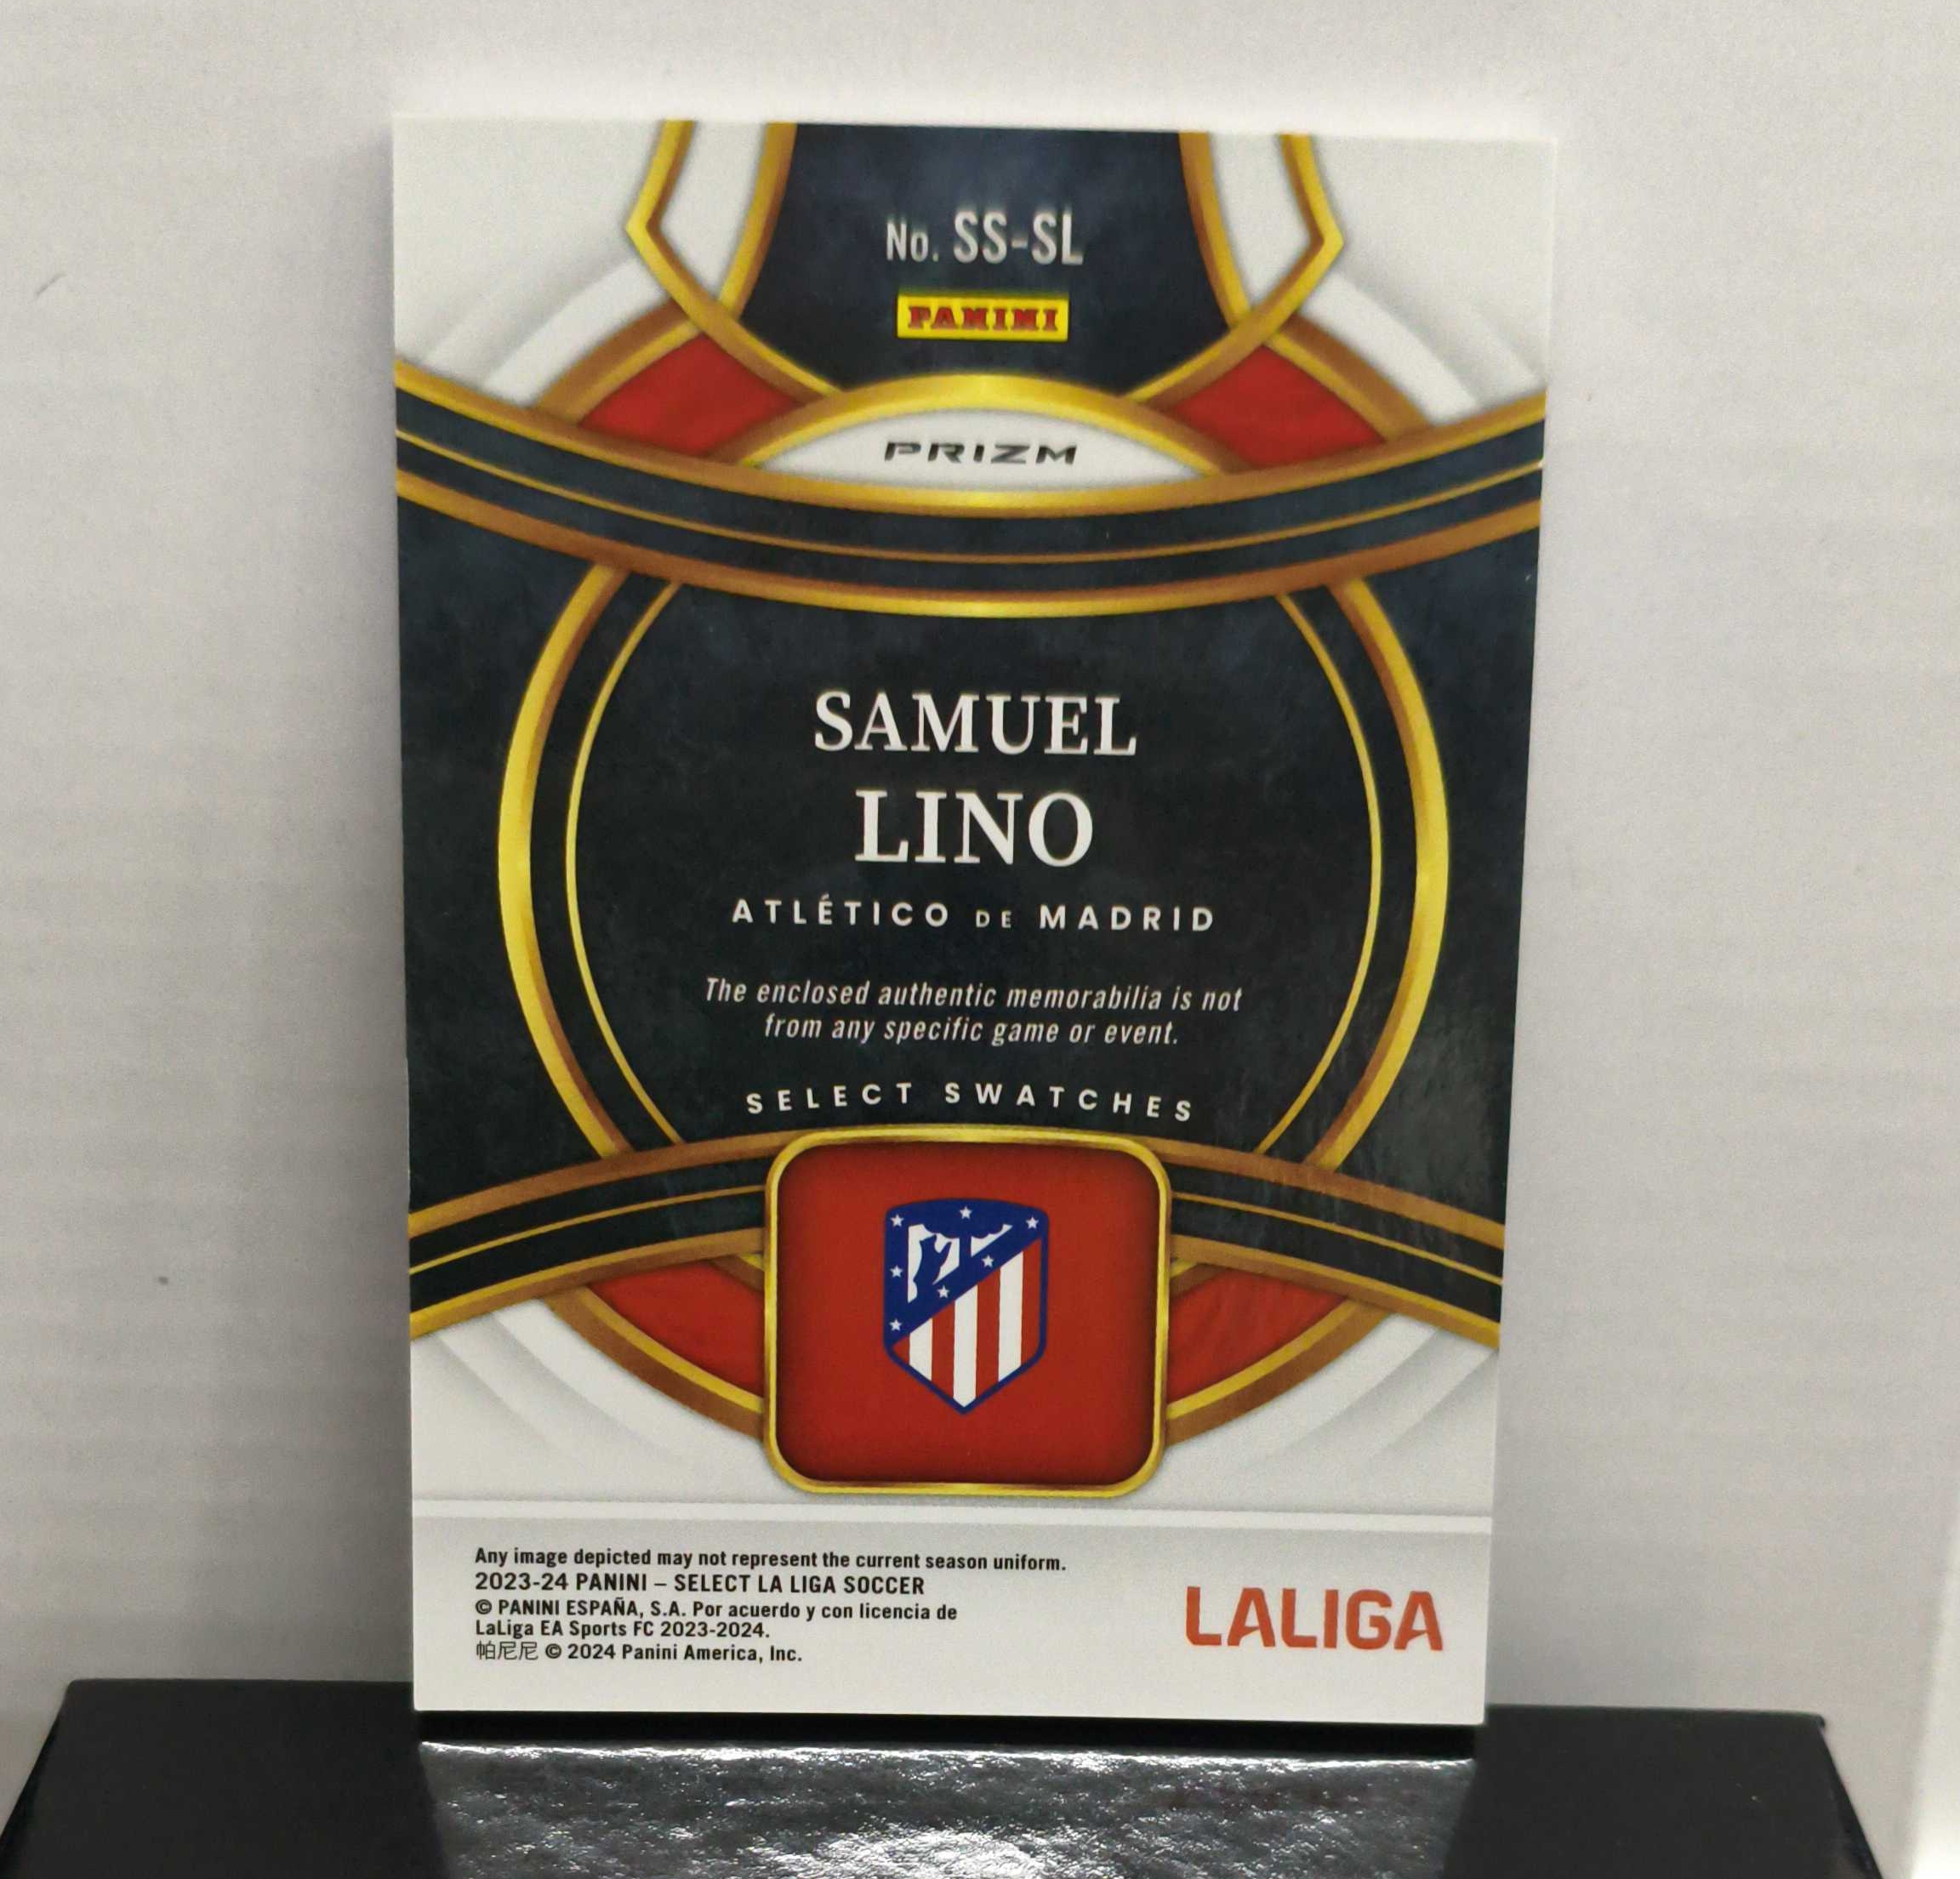 No. SS-SL
PANINI
PRIZM
SAMUEL
LINO
ATLÉTICO DE MADRID
The enclosed authentic memorabilia is not
from any specific game or event.
SELECT SWATCHES
Any image depicted may not represent the current season uniform.
2023-24 PANINI – SELECT LA LIGA SOCCER
© PANINI ESPAÑA, S.A. Por acuerdo y con licencia de
LaLiga EA Sports FC 2023-2024.
帕尼尼 © 2024 Panini America, Inc.
LALIGA